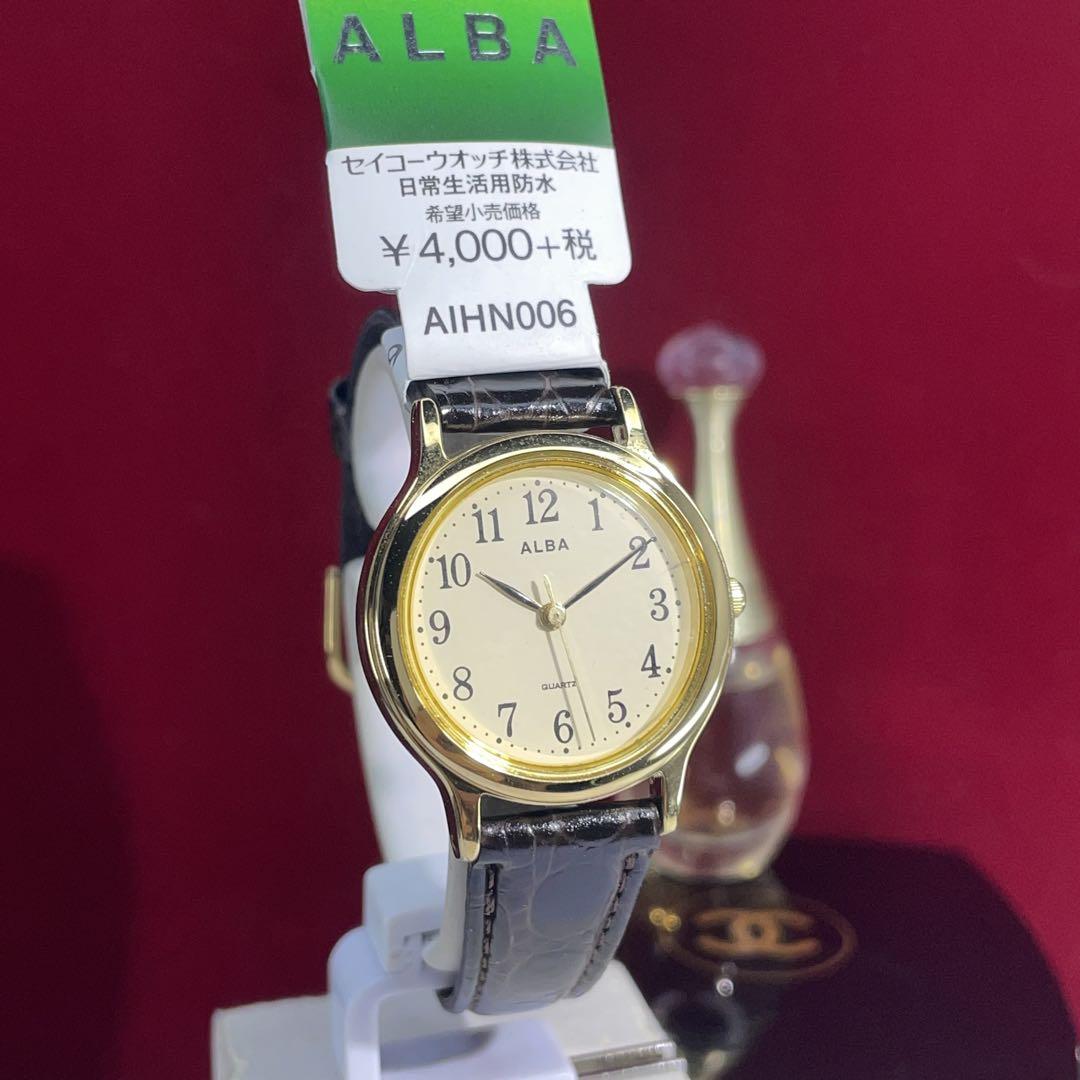 ALBA
セイコーウオッチ株式会社
日常生活用防水
希望小売価格
¥4,000+税
AIHN006
12
11 1
ALBA
10 2
9 3
8 4
QUARTZ
7 5
6